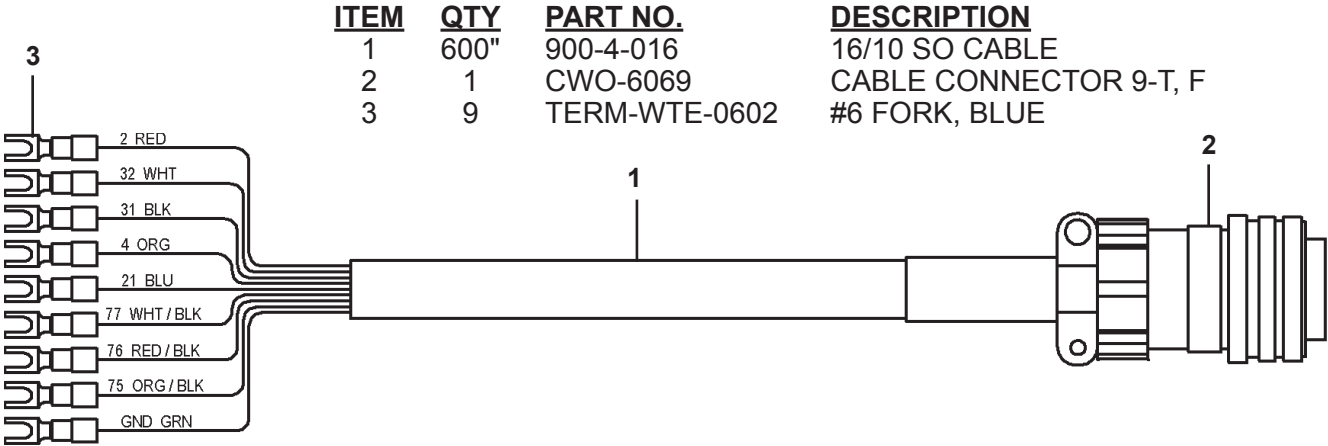 ITEM QTY PART NO. DESCRIPTION
1 600" 900-4-016 16/10 SO CABLE
2 1 CWO-6069 CABLE CONNECTOR 9-T, F
3 9 TERM-WTE-0602 #6 FORK, BLUE
3
2 RED
32 WHT
31 BLK
4 ORG
21 BLU
77 WHT / BLK
76 RED / BLK
75 ORG / BLK
GND GRN
1
2